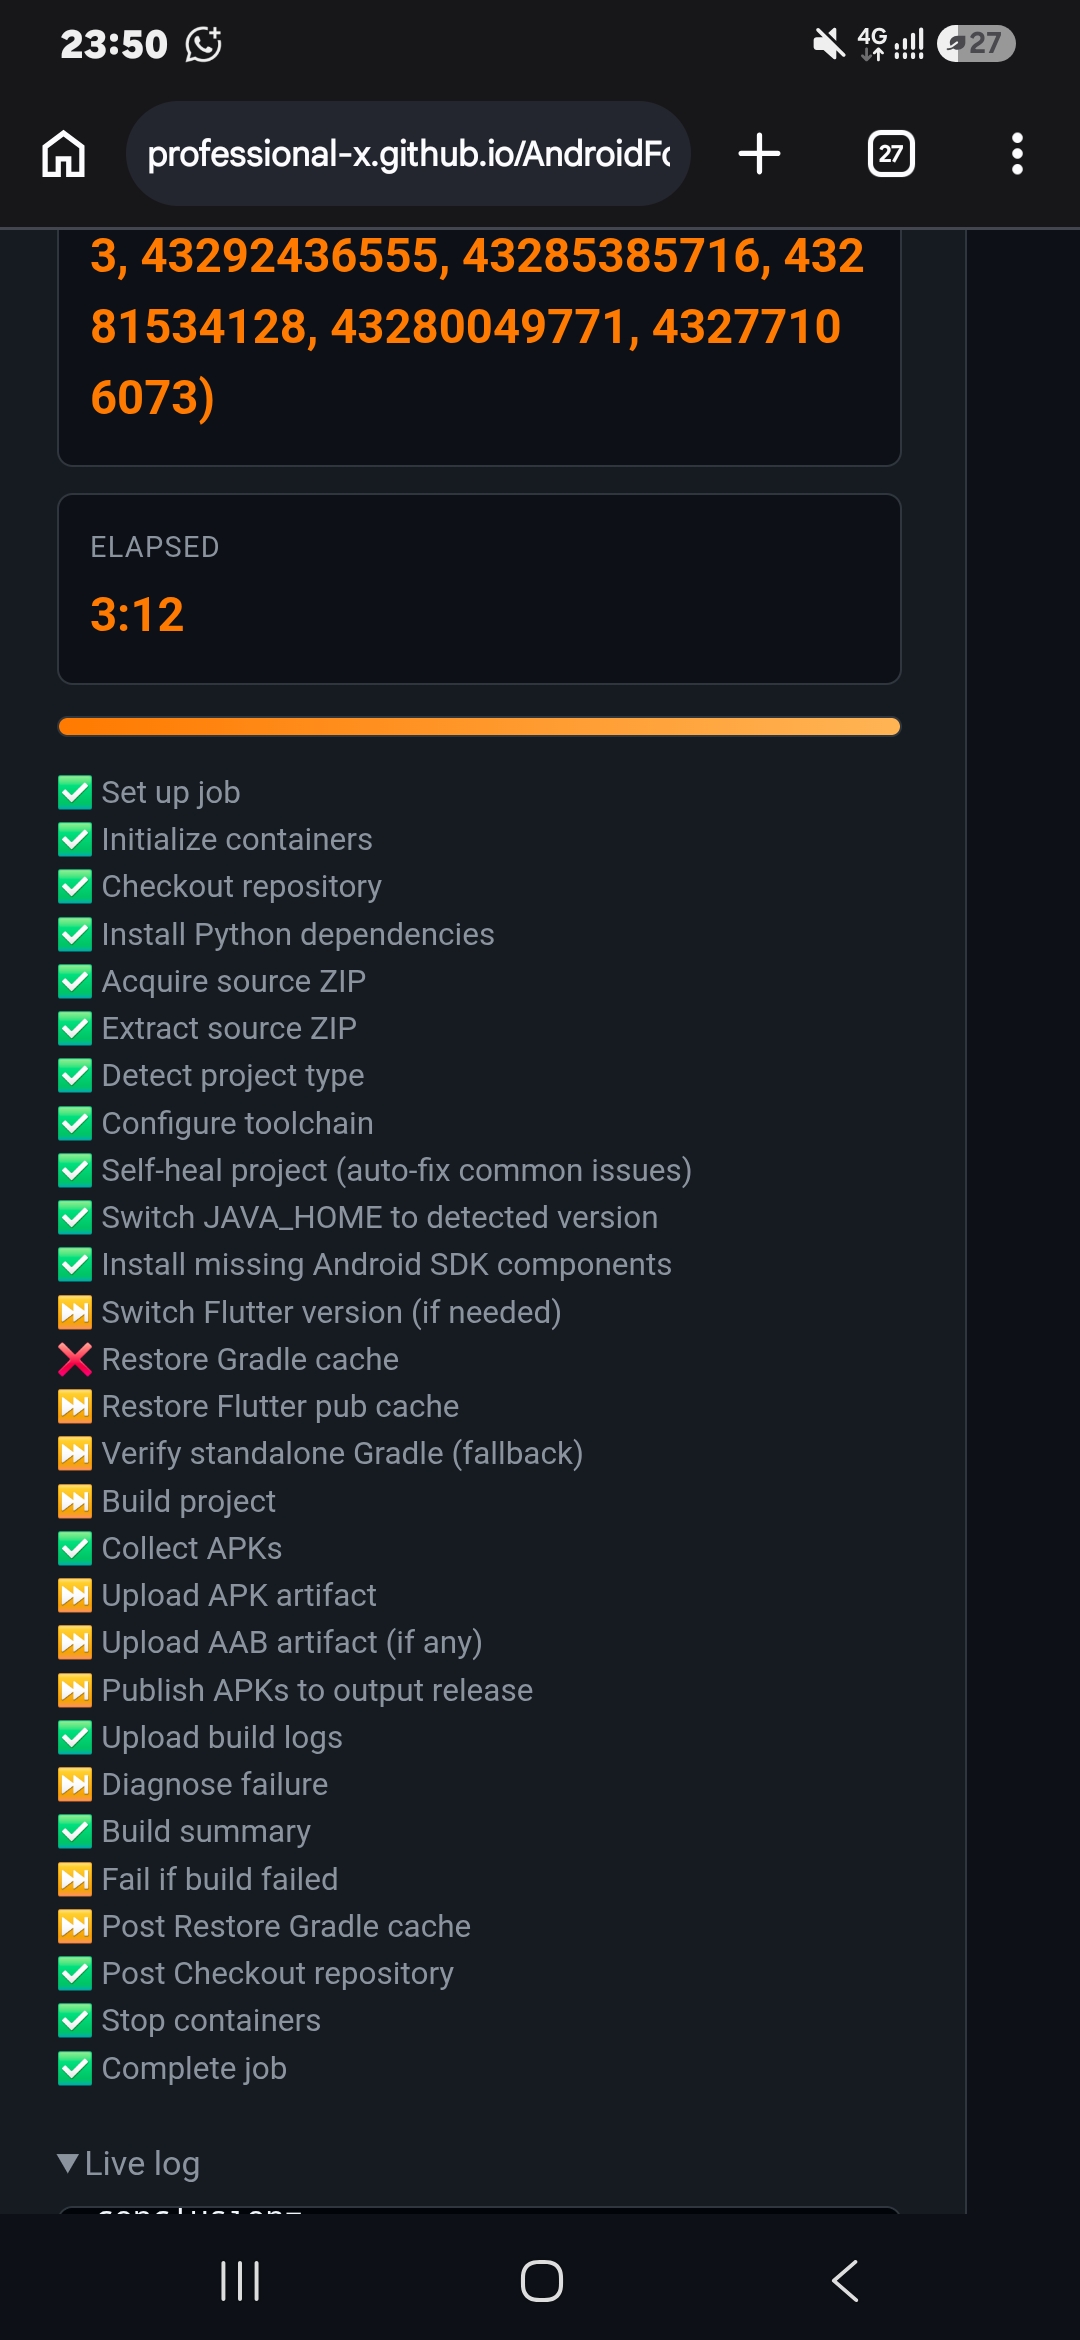 23:50
4G
27
professional-x.github.io/AndroidFo
27
3, 43292436555, 43285385716, 432
81534128, 43280049771, 4327710
6073)
ELAPSED
3:12
Set up job
Initialize containers
Checkout repository
Install Python dependencies
Acquire source ZIP
Extract source ZIP
Detect project type
Configure toolchain
Self-heal project (auto-fix common issues)
Switch JAVA_HOME to detected version
Install missing Android SDK components
Switch Flutter version (if needed)
Restore Gradle cache
Restore Flutter pub cache
Verify standalone Gradle (fallback)
Build project
Collect APKs
Upload APK artifact
Upload AAB artifact (if any)
Publish APKs to output release
Upload build logs
Diagnose failure
Build summary
Fail if build failed
Post Restore Gradle cache
Post Checkout repository
Stop containers
Complete job
Live log